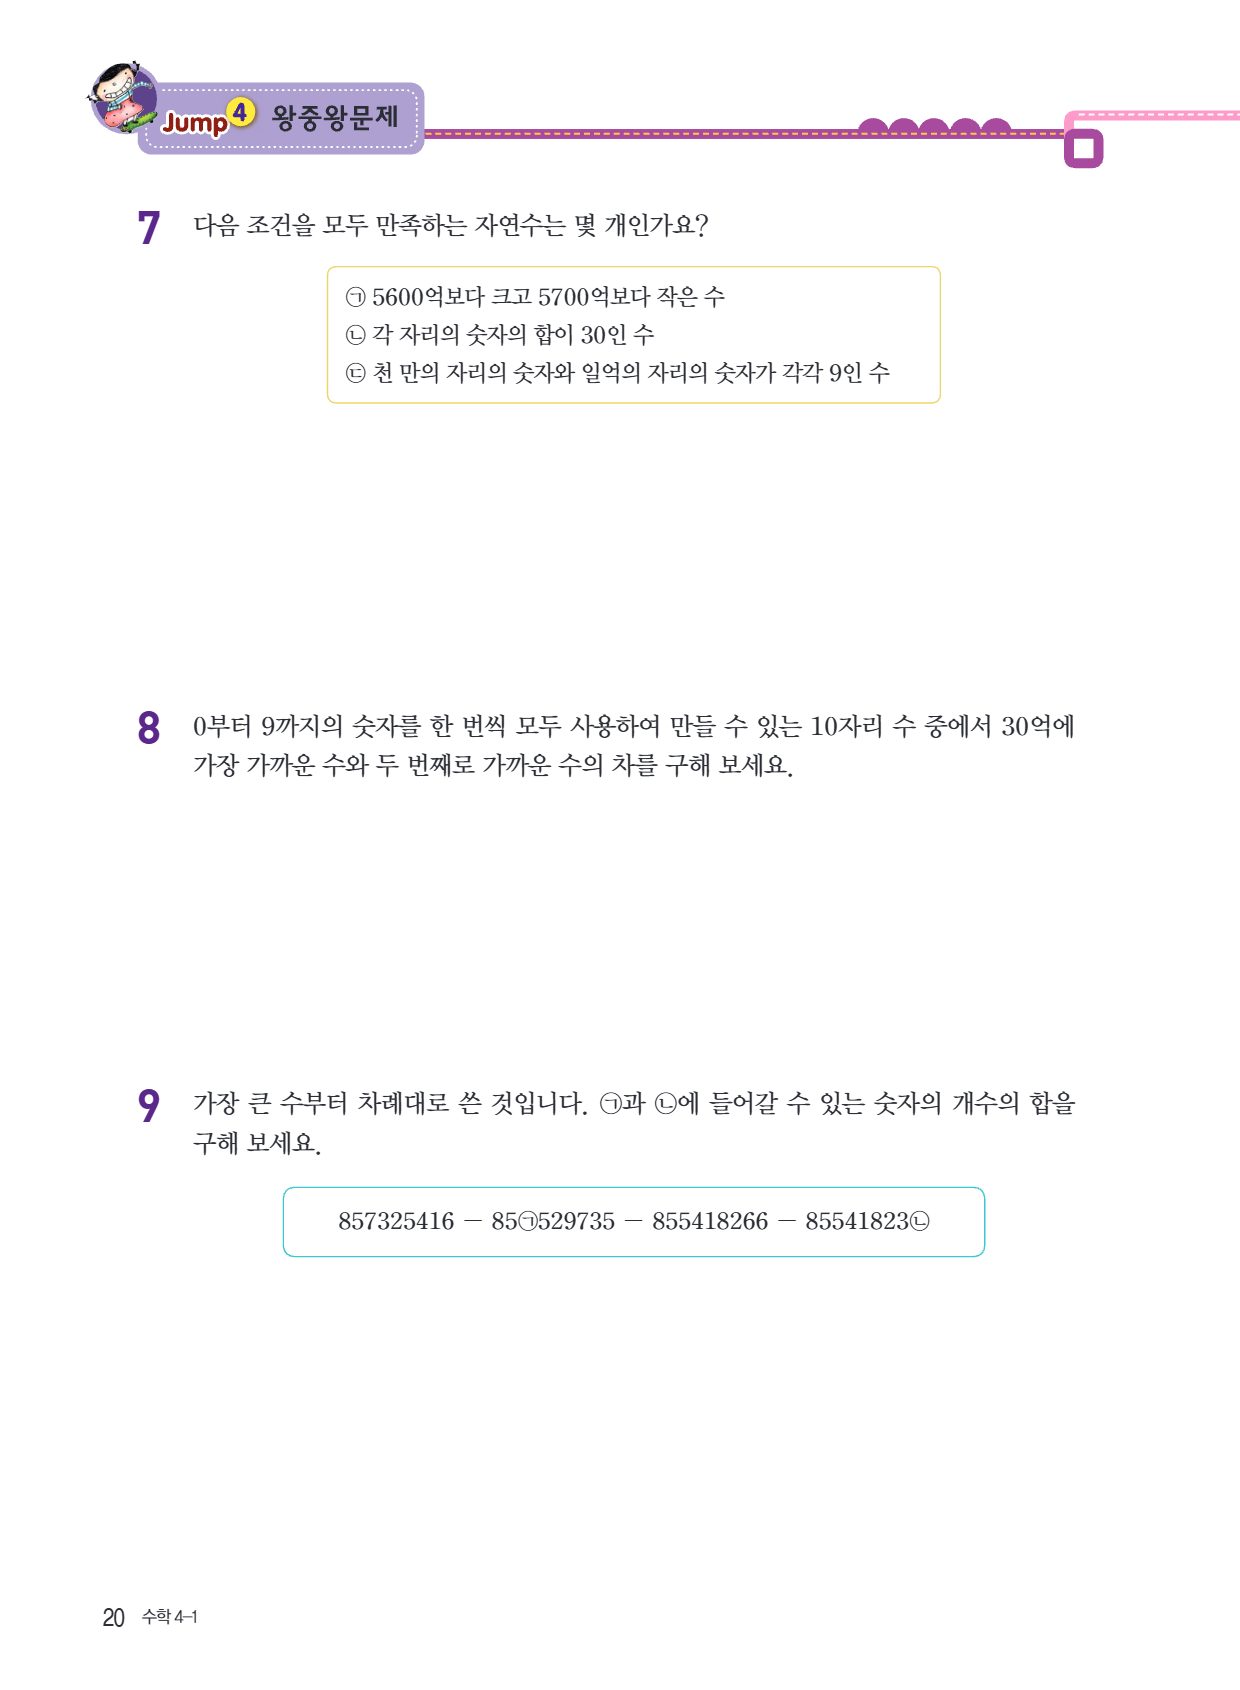 Jump 4 왕중왕문제
7 다음 조건을 모두 만족하는 자연수는 몇 개인가요?
㉠ 5600억보다 크고 5700억보다 작은 수
㉡ 각 자리의 숫자의 합이 30인 수
㉢ 천 만의 자리의 숫자와 일억의 자리의 숫자가 각각 9인 수
8 0부터 9까지의 숫자를 한 번씩 모두 사용하여 만들 수 있는 10자리 수 중에서 30억에
가장 가까운 수와 두 번째로 가까운 수의 차를 구해 보세요.
9 가장 큰 수부터 차례대로 쓴 것입니다. ㉠과 ㉡에 들어갈 수 있는 숫자의 개수의 합을
구해 보세요.
857325416 － 85㉠529735 － 855418266 － 85541823㉡
20 수학 4-1